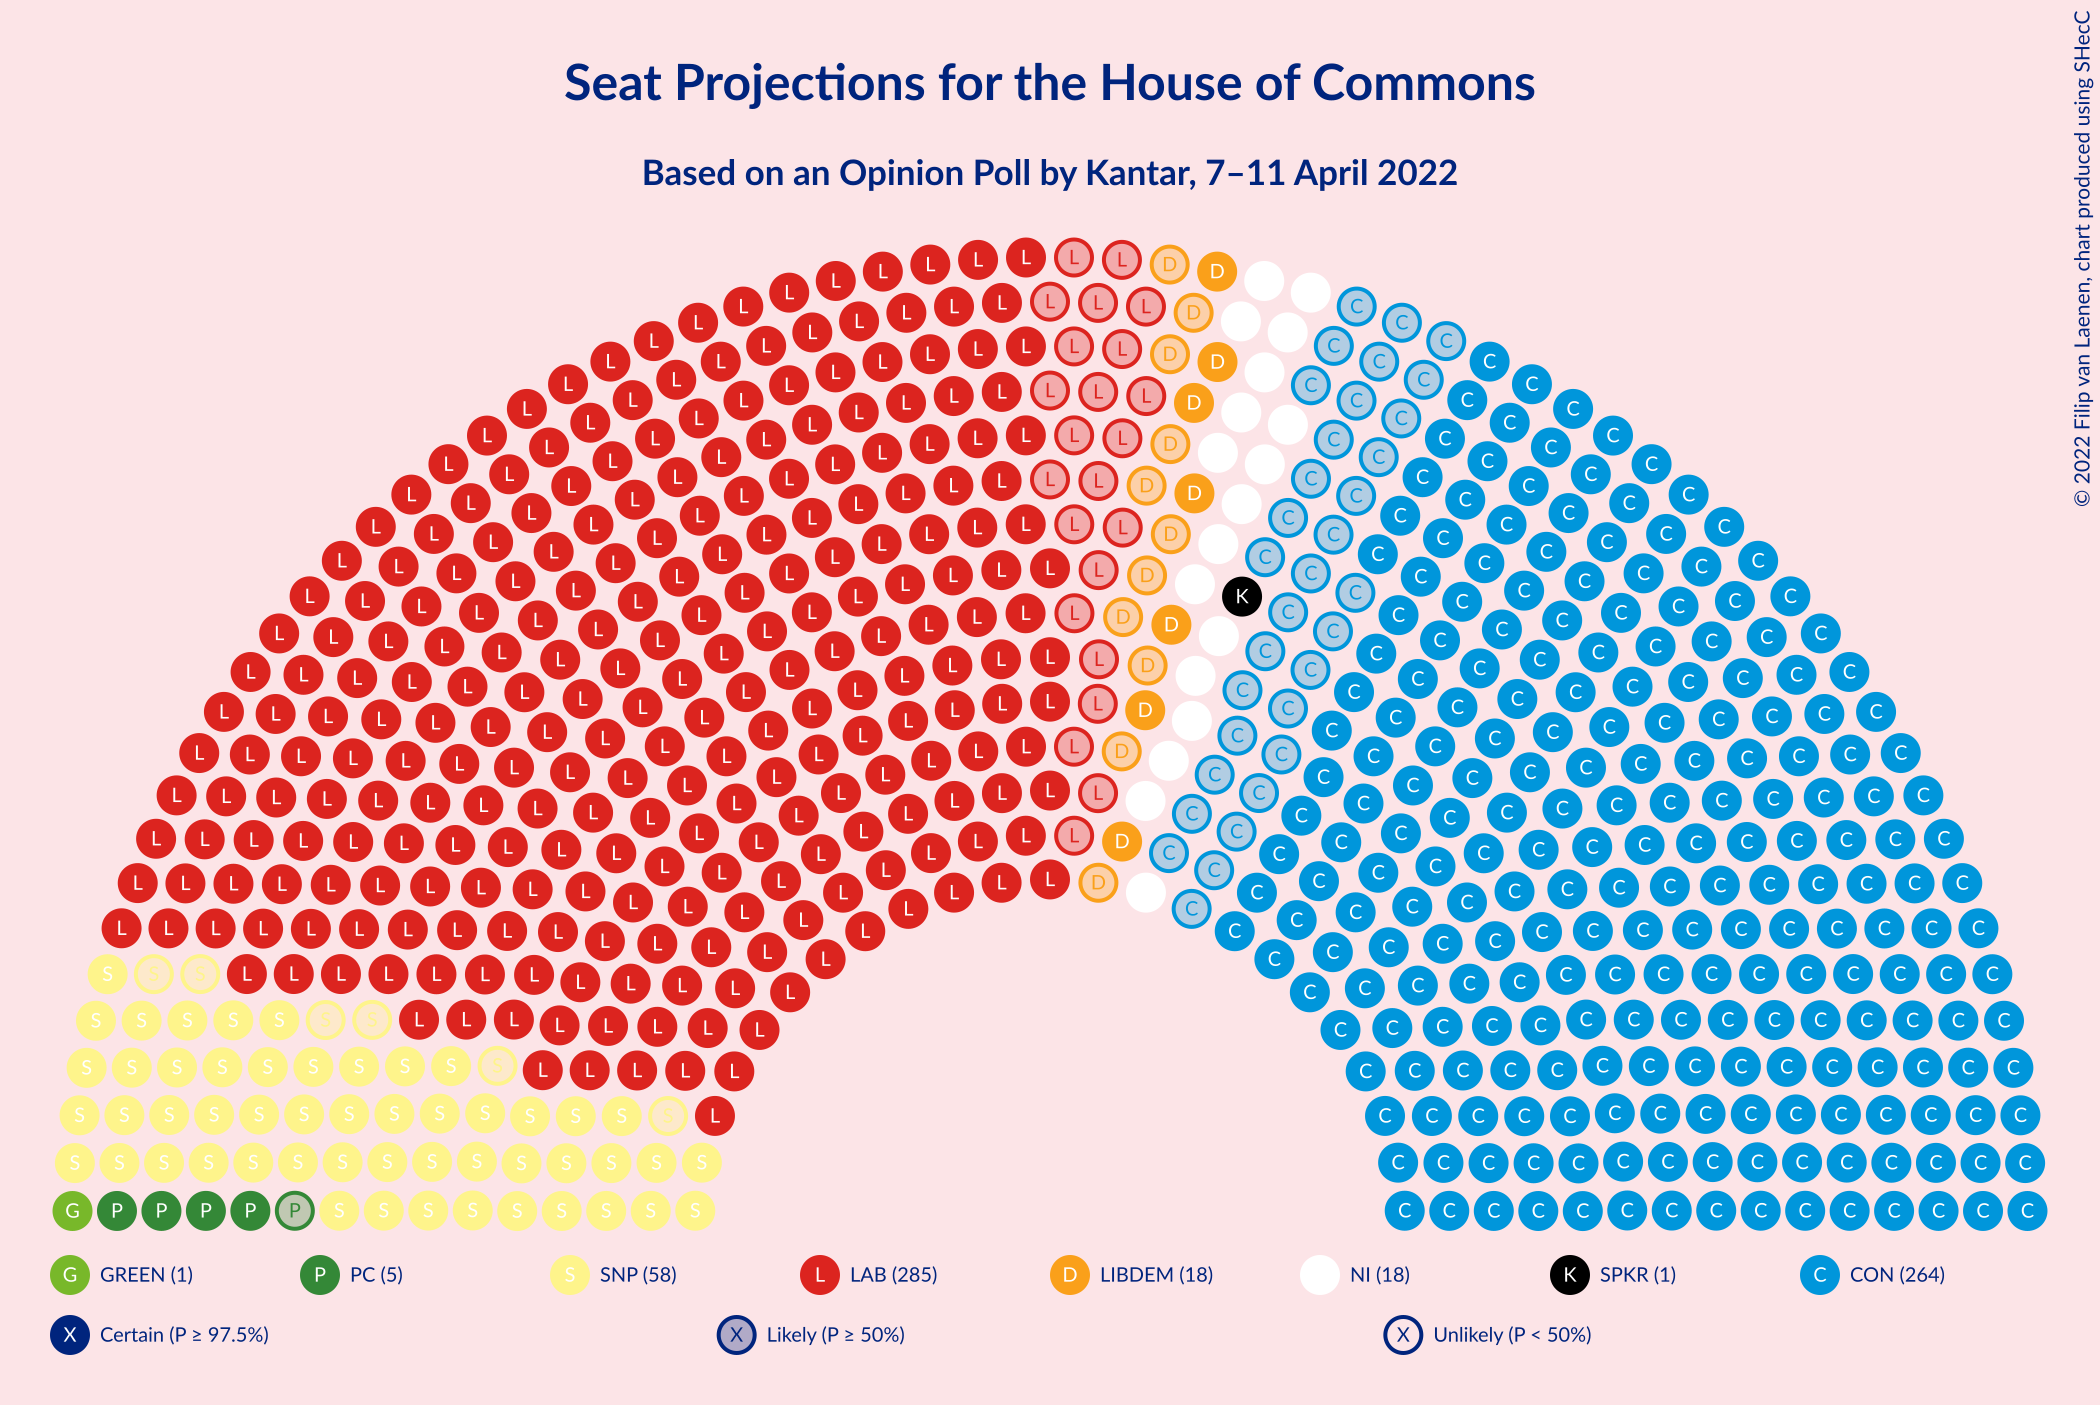 Seat Projections for the House of Commons
Based on an Opinion Poll by Kantar, 7–11 April 2022
© 2022 Filip van Laenen, chart produced using SHecC
G GREEN (1)
P PC (5)
S SNP (58)
L LAB (285)
D LIBDEM (18)
NI (18)
K SPKR (1)
C CON (264)
X Certain (P ≥ 97.5%)
X Likely (P ≥ 50%)
X Unlikely (P < 50%)